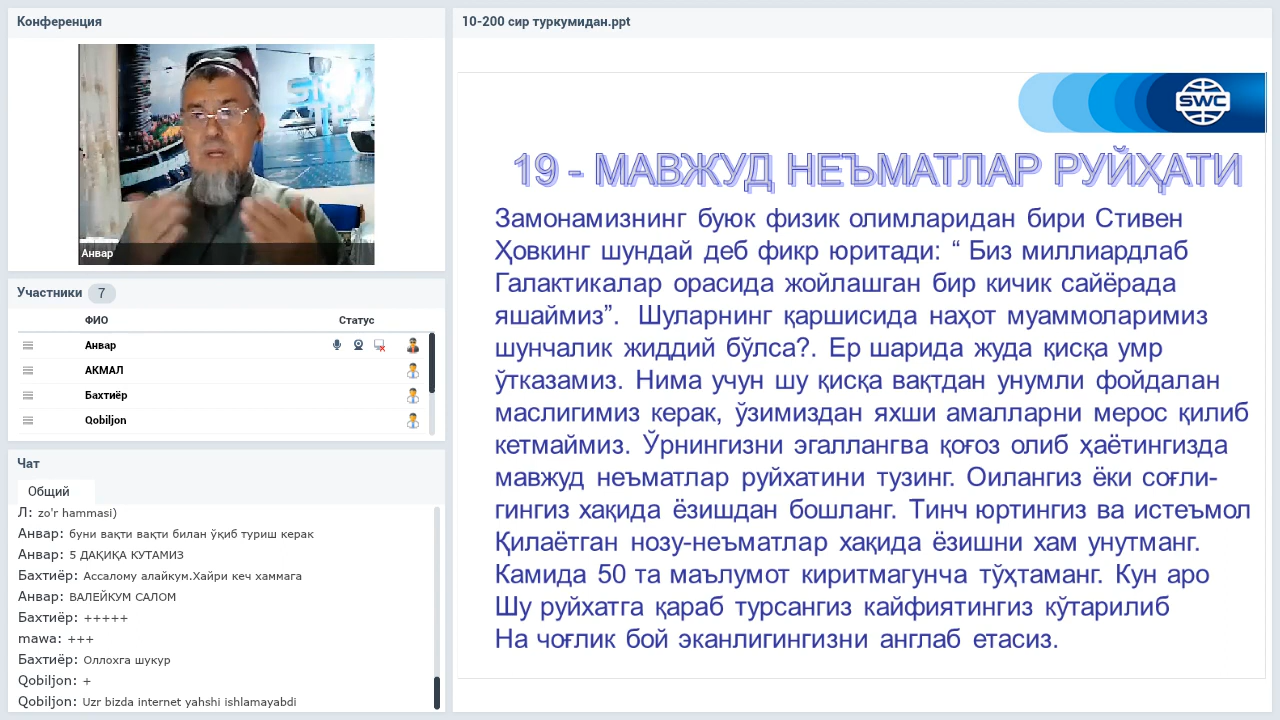 Конференция
Анвар
Участники 7
ФИО Статус
Анвар
АКМАЛ
Бахтиёр
Qobiljon
Чат
Общий
Л: zo'r hammasi)
Анвар: буни вақти вақти билан ўқиб туриш керак
Анвар: 5 ДАҚИҚА КУТАМИЗ
Бахтиёр: Ассалому алайкум.Хайри кеч хаммага
Анвар: ВАЛЕЙКУМ САЛОМ
Бахтиёр: +++++
mawa: +++
Бахтиёр: Оллохга шукур
Qobiljon: +
Qobiljon: Uzr bizda internet yahshi ishlamayabdi
10-200 сир туркумидан.ppt
SWC
19 - МАВЖУД НЕЪМАТЛАР РУЙҲАТИ
Замонамизнинг буюк физик олимларидан бири Стивен
Ҳовкинг шундай деб фикр юритади: “ Биз миллиардлаб
Галактикалар орасида жойлашган бир кичик сайёрада
яшаймиз”. Шуларнинг қаршисида наҳот муаммоларимиз
шунчалик жиддий бўлса?. Ер шарида жуда қисқа умр
ўтказамиз. Нима учун шу қисқа вақтдан унумли фойдалан
маслигимиз керак, ўзимиздан яхши амалларни мерос қилиб
кетмаймиз. Ўрнингизни эгаллангва қоғоз олиб ҳаётингизда
мавжуд неъматлар руйхатини тузинг. Оилангиз ёки соғли-
гингиз хақида ёзишдан бошланг. Тинч юртингиз ва истеъмол
Қилаётган нозу-неъматлар хақида ёзишни хам унутманг.
Камида 50 та маълумот киритмагунча тўҳтаманг. Кун аро
Шу руйхатга қараб турсангиз кайфиятингиз кўтарилиб
На чоғлик бой эканлигингизни англаб етасиз.